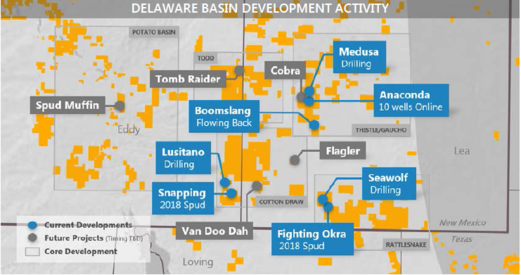 DELAWARE BASIN DEVELOPMENT ACTIVITY
POTATO BASIN
TODD
Medusa
Drilling
Cobra
Tomb Raider
Anaconda
10 wells Online
Spud Muffin
Boomslang
Flowing Back
Eddy
THISTLE/GAUCHO
Lusitano
Drilling
Flagler
Lea
Seawolf
Drilling
Snapping
2018 Spud
COTTON DRAW
Current Developments
Future Projects (Timing TBD)
Core Development
Van Doo Dah
Fighting Okra
2018 Spud
New Mexico
Texas
RATTLESNAKE
Loving